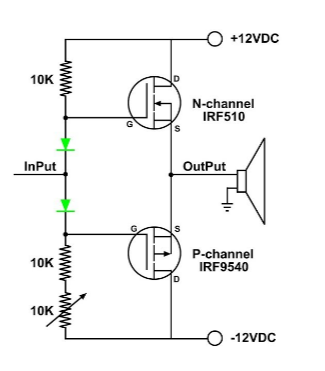 +12VDC
10K
D
N-channel
IRF510
G
S
InPut
OutPut
G
S
P-channel
IRF9540
10K
D
10K
-12VDC